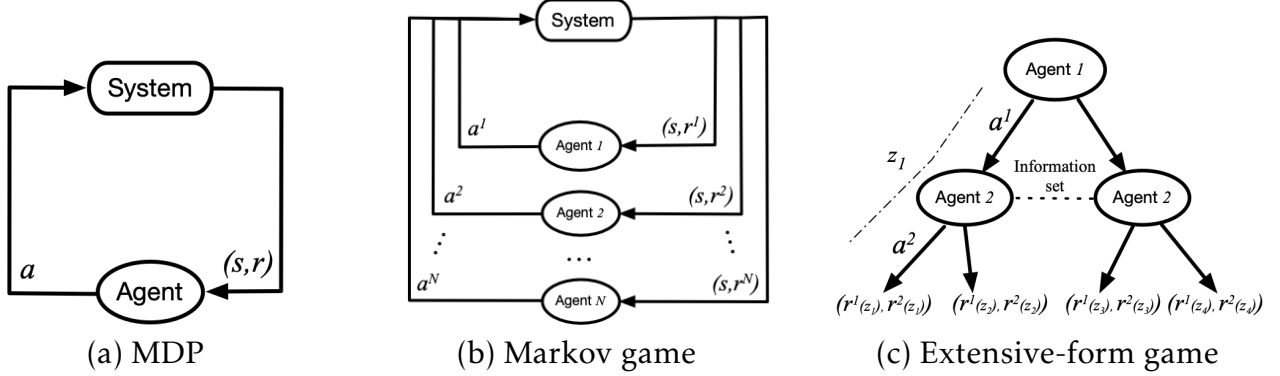 System
a
(s,r)
Agent
(a) MDP
System
a¹
Agent 1
(s,r¹)
a²
Agent 2
(s,r²)
⋮
...
⋮
aᴺ
Agent N
(s,rᴺ)
(b) Markov game
Agent 1
a¹
z₁
Information
set
Agent 2
Agent 2
a²
(r¹(z₁), r²(z₁))
(r¹(z₂), r²(z₂))
(r¹(z₃), r²(z₃))
(r¹(z₄), r²(z₄))
(c) Extensive-form game